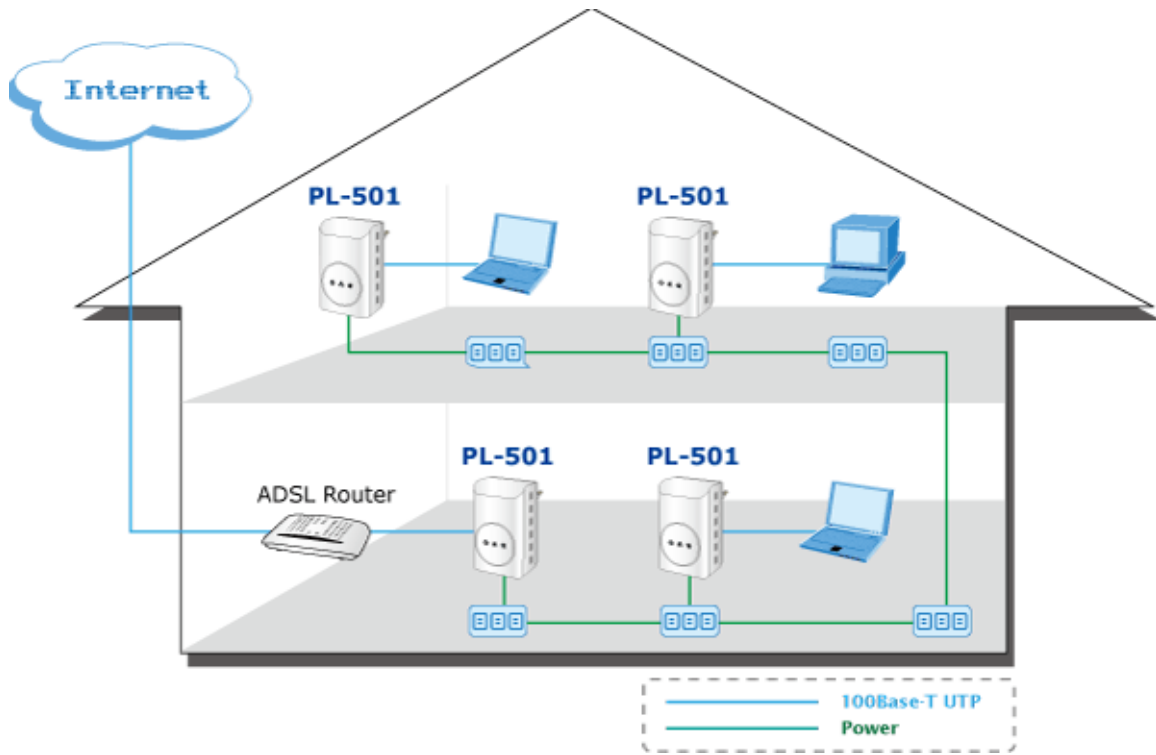 Internet
PL-501
PL-501
PL-501
PL-501
ADSL Router
100Base-T UTP
Power